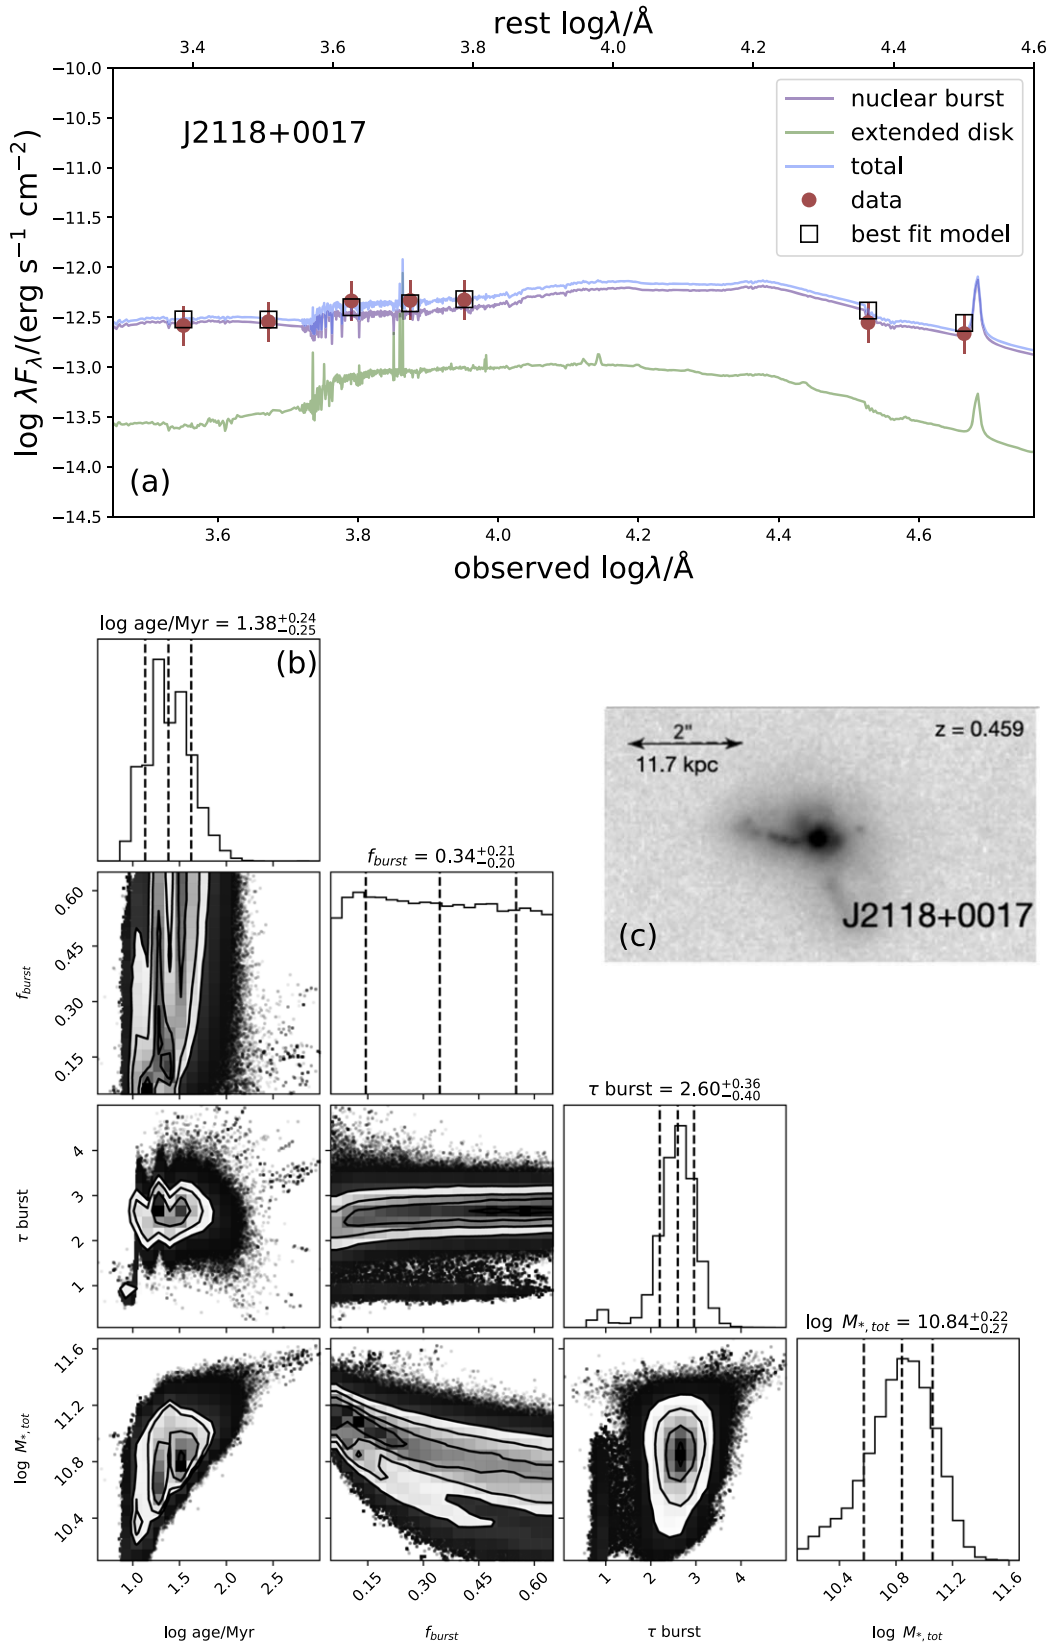 rest logλ/Å
3.4 3.6 3.8 4.0 4.2 4.4 4.6
−10.0
−10.5
−11.0
−11.5
−12.0
−12.5
−13.0
−13.5
−14.0
−14.5
log λFλ/(erg s⁻¹ cm⁻²)
J2118+0017
nuclear burst
extended disk
total
data
best fit model
(a)
3.6 3.8 4.0 4.2 4.4 4.6
observed logλ/Å
log age/Myr = 1.38+0.24−0.25
(b)
2"
11.7 kpc
z = 0.459
J2118+0017
(c)
f_burst = 0.34+0.21−0.20
0.60
0.45
0.30
0.15
f_burst
τ burst = 2.60+0.36−0.40
4
3
2
1
τ burst
log M*,tot = 10.84+0.22−0.27
11.6
11.2
10.8
10.4
log M*,tot
1.0 1.5 2.0 2.5
0.15 0.30 0.45 0.60
1 2 3 4
10.4 10.8 11.2 11.6
log age/Myr
f_burst
τ burst
log M*,tot